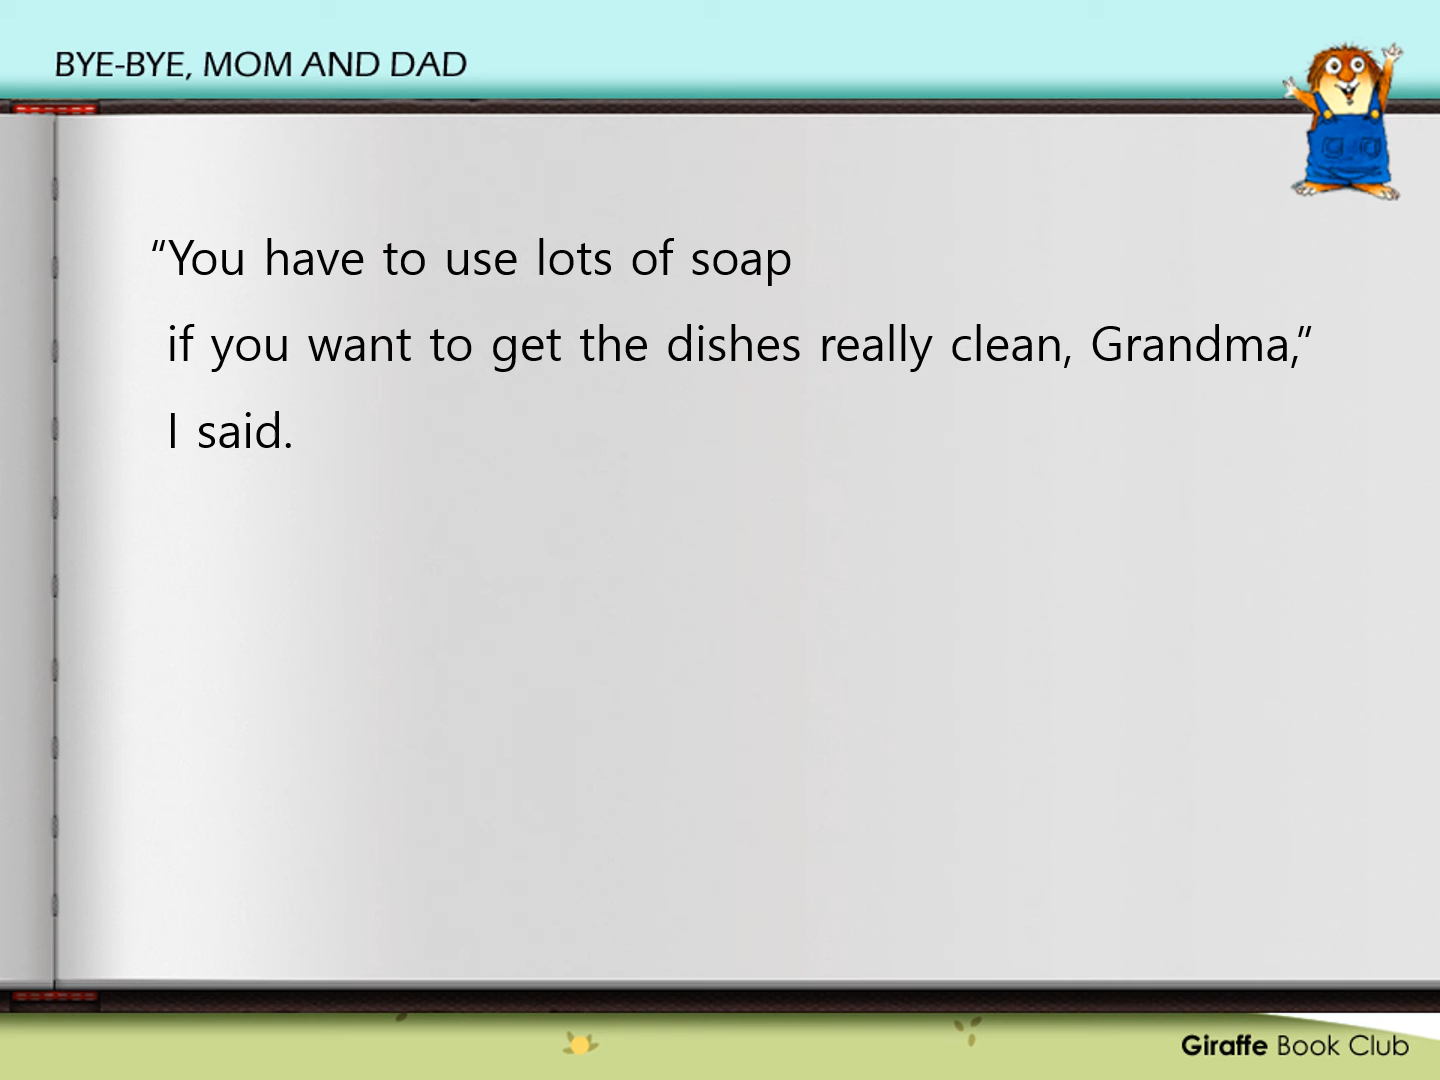 BYE-BYE, MOM AND DAD
“You have to use lots of soap
if you want to get the dishes really clean, Grandma,”
I said.
Giraffe Book Club